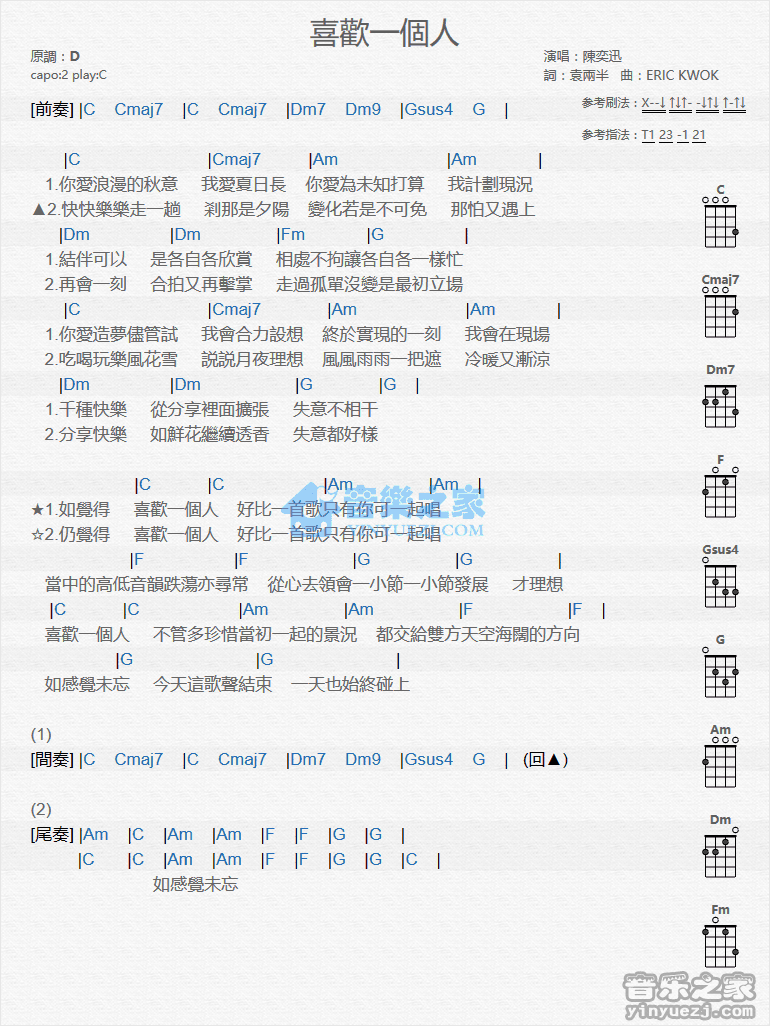 喜歡一個人
原調：D
capo:2 play:C
演唱：陳奕迅
詞：袁兩半 曲：ERIC KWOK
参考刷法：X--↓ ↑↓↑- -↓↑↓ ↑-↑↓
参考指法：T1 23 -1 21
[前奏] |C Cmaj7 |C Cmaj7 |Dm7 Dm9 |Gsus4 G |
|C |Cmaj7 |Am |Am |
1.你愛浪漫的秋意 我愛夏日長 你愛為未知打算 我計劃現況
▲2.快快樂樂走一趟 剎那是夕陽 變化若是不可免 那怕又遇上
|Dm |Dm |Fm |G |
1.結伴可以 是各自各欣賞 相處不拘讓各自各一樣忙
2.再會一刻 合拍又再擊掌 走過孤單沒變是最初立場
|C |Cmaj7 |Am |Am |
1.你愛造夢儘管試 我會合力設想 終於實現的一刻 我會在現場
2.吃喝玩樂風花雪 説説月夜理想 風風雨雨一把遮 冷暖又漸涼
|Dm |Dm |G |G |
1.千種快樂 從分享裡面擴張 失意不相干
2.分享快樂 如鮮花繼續透香 失意都好樣
|C |C |Am |Am |
★1.如覺得 喜歡一個人 好比一首歌只有你可一起唱
☆2.仍覺得 喜歡一個人 好比一首歌只有你可一起唱
|F |F |G |G |
當中的高低音韻跌蕩亦尋常 從心去領會一小節一小節發展 才理想
|C |C |Am |Am |F |F |
喜歡一個人 不管多珍惜當初一起的景況 都交給雙方天空海闊的方向
|G |G |
如感覺未忘 今天這歌聲結束 一天也始終碰上
(1)
[間奏] |C Cmaj7 |C Cmaj7 |Dm7 Dm9 |Gsus4 G | (回▲)
(2)
[尾奏] |Am |C |Am |Am |F |F |G |G |
|C |C |Am |Am |F |F |G |G |C |
如感覺未忘
C
Cmaj7
Dm7
F
Gsus4
G
Am
Dm
Fm
音樂之家
YINYUEZJ.COM
音乐之家
yinyuezj.com